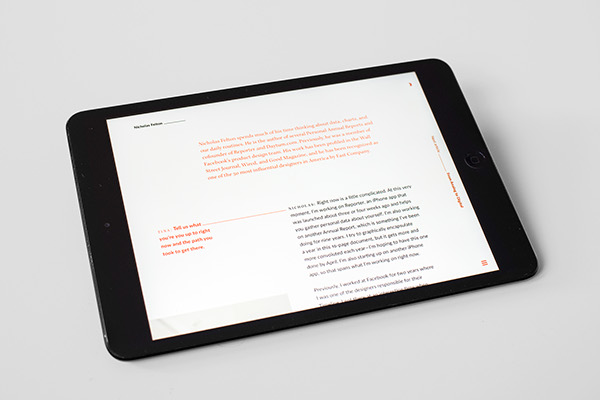 Nicholas Felton
Nicholas Felton spends much of his time thinking about data, charts, and
our daily routines. He is the author of several Personal Annual Reports and
cofounder of Reporter and Daytum.com. Previously, he was a member of
Facebook's product design team. His work has been profiled in the Wall
Street Journal, Wired, and Good Magazine; and he has been recognized as
one of the 50 most influential designers in America by Fast Company.
Tell us what
you're you up to right
now and the path you
took to get there.
NICHOLAS: Right now is a little complicated. At this very
moment, I'm working on Reporter, an iPhone app that
was launched about three or four weeks ago and helps
you gather personal data about yourself. I'm also working
on another Annual Report, which is something I've been
doing for nine years. I try to graphically encapsulate
a year in this 16-page document, but it gets more and
more convoluted each year – I'm hoping to have this one
done by April. I'm also starting up on another iPhone
app, so that spans what I'm working on right now.
Previously, I worked at Facebook for two years where
I was one of the designers responsible for their